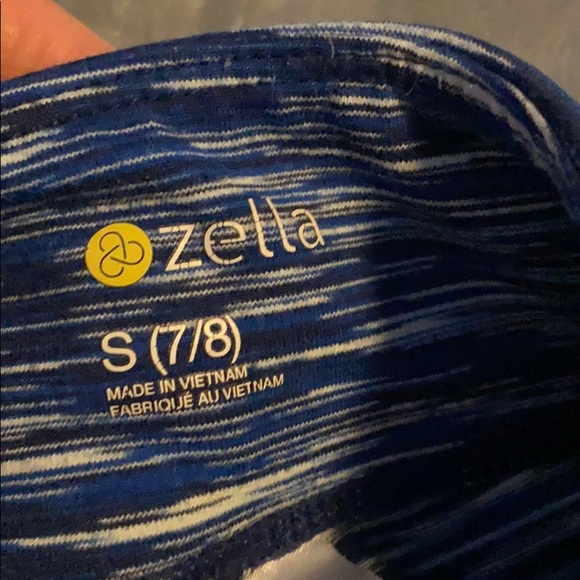 zella
S (7/8)
MADE IN VIETNAM
FABRIQUÉ AU VIETNAM